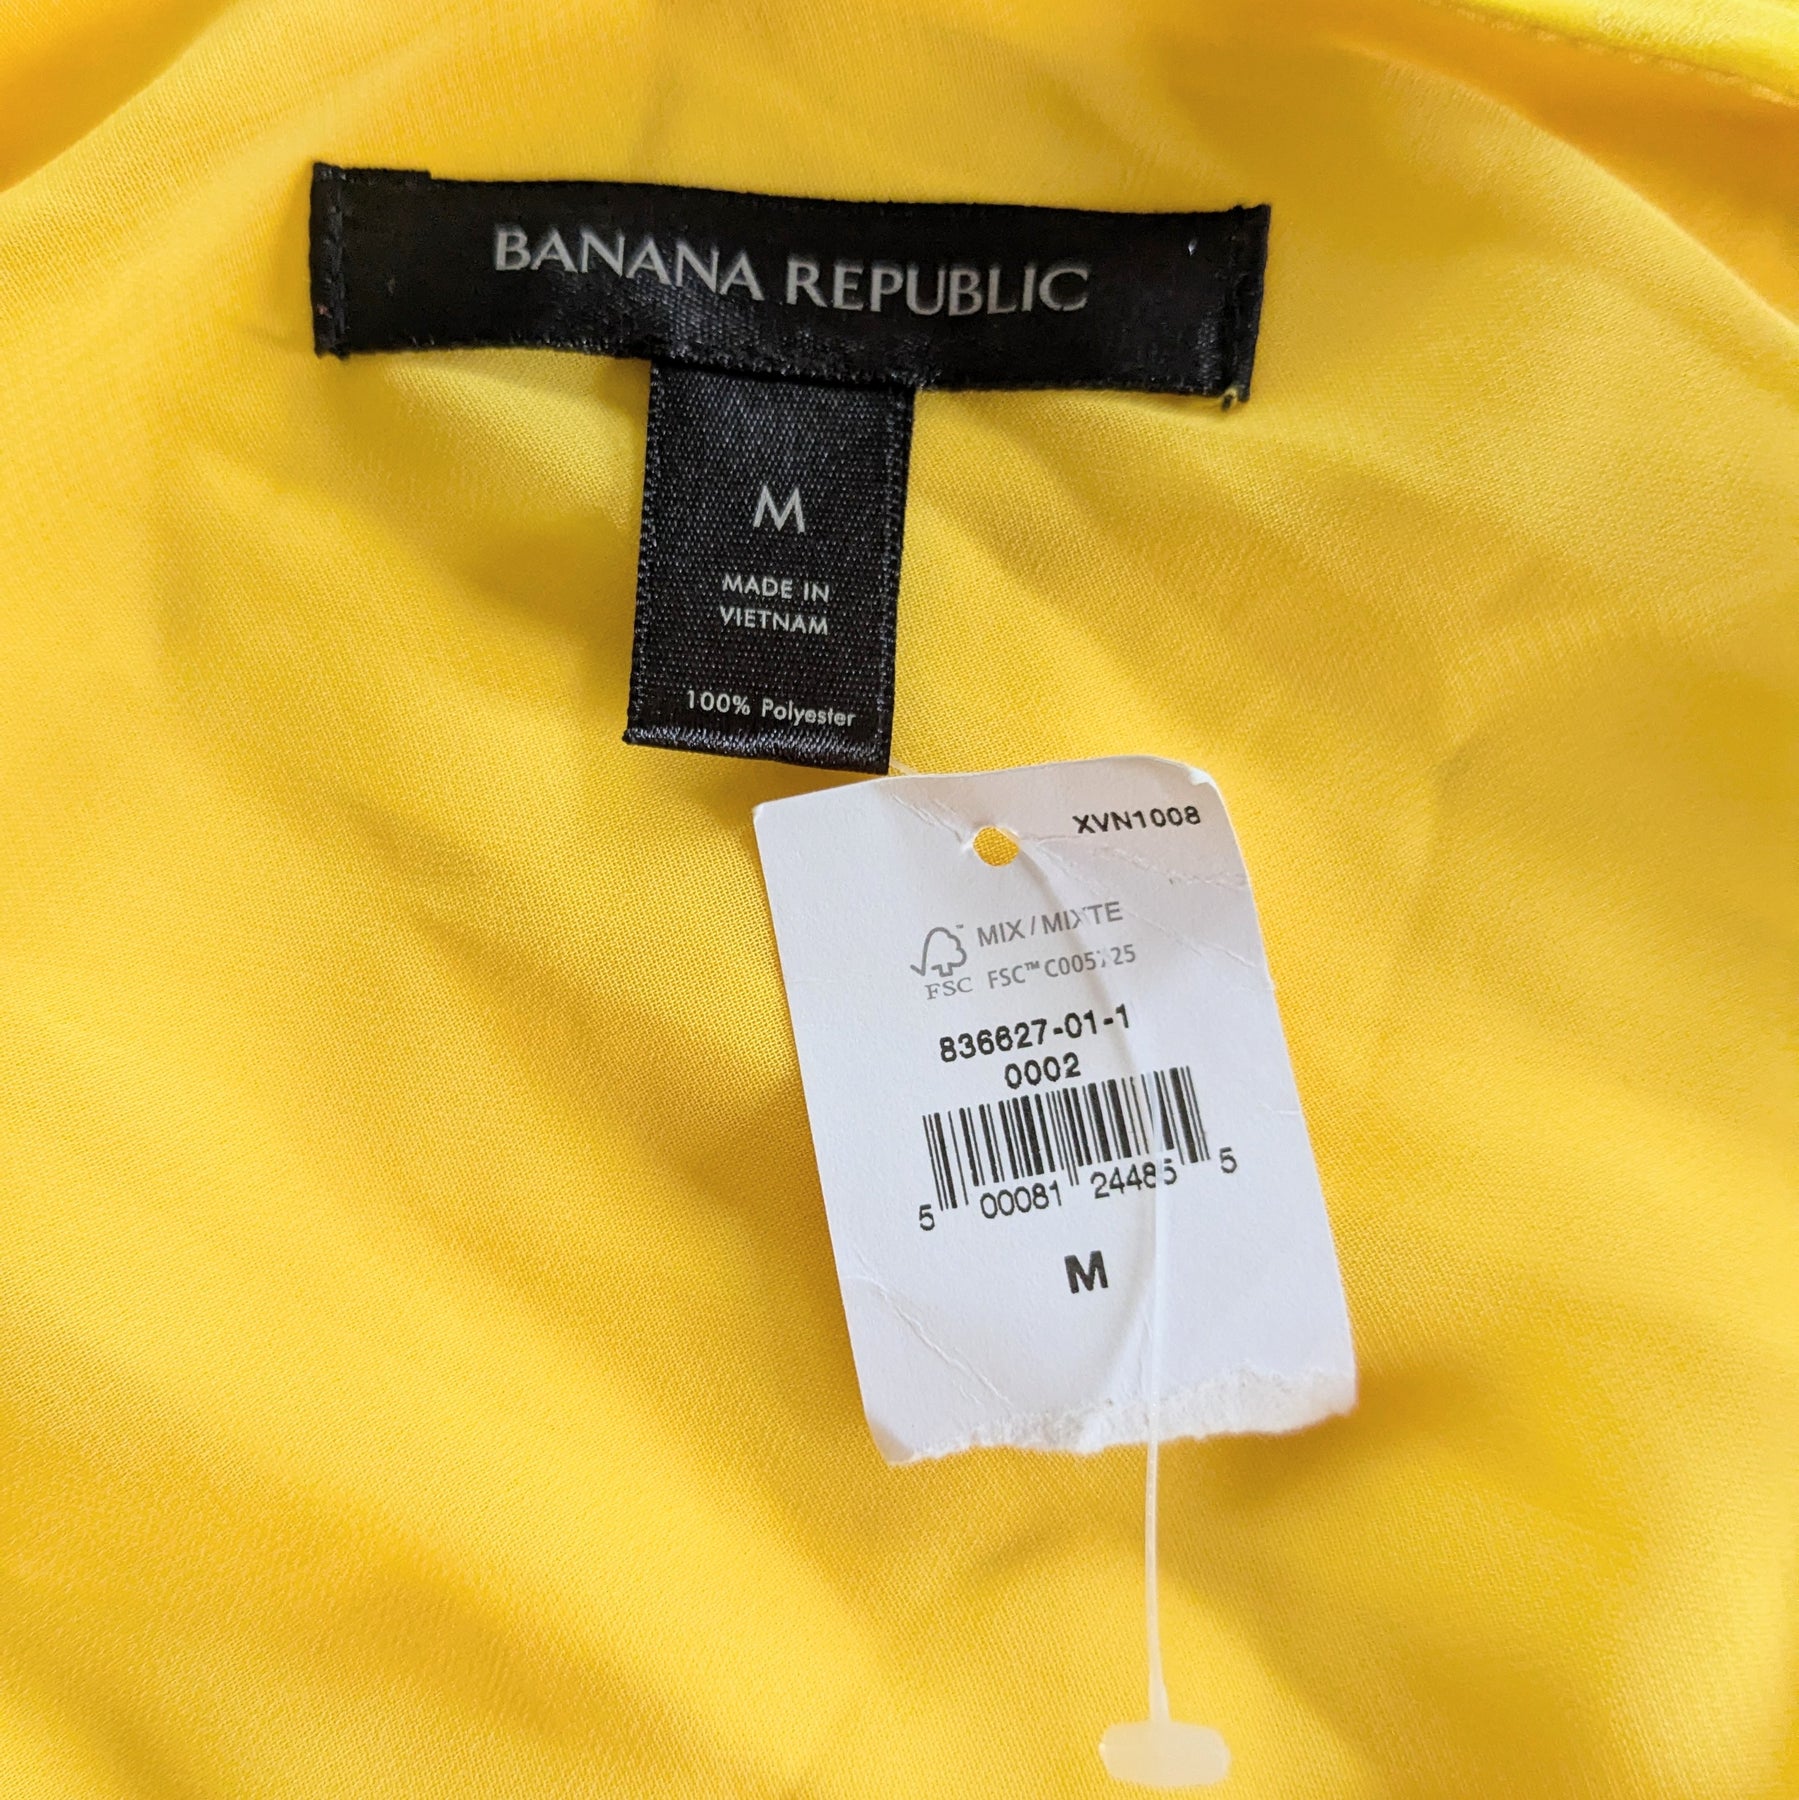 BANANA REPUBLIC
M
MADE IN
VIETNAM
100% Polyester
XVN1008
MIX / MIXTE
FSC FSC™
836627-01-1
0002
5 00081 24485 5
M